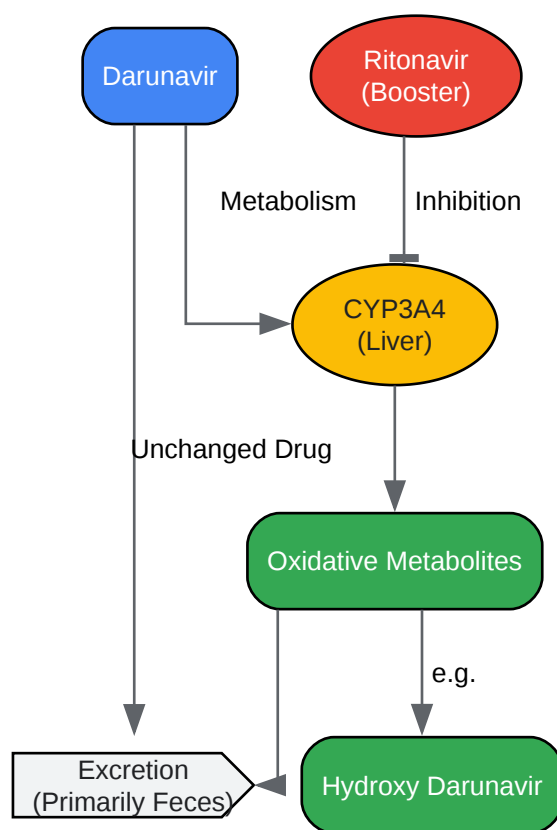 Darunavir
Ritonavir
(Booster)
Metabolism
Inhibition
CYP3A4
(Liver)
Unchanged Drug
Oxidative Metabolites
e.g.
Excretion
(Primarily Feces)
Hydroxy Darunavir